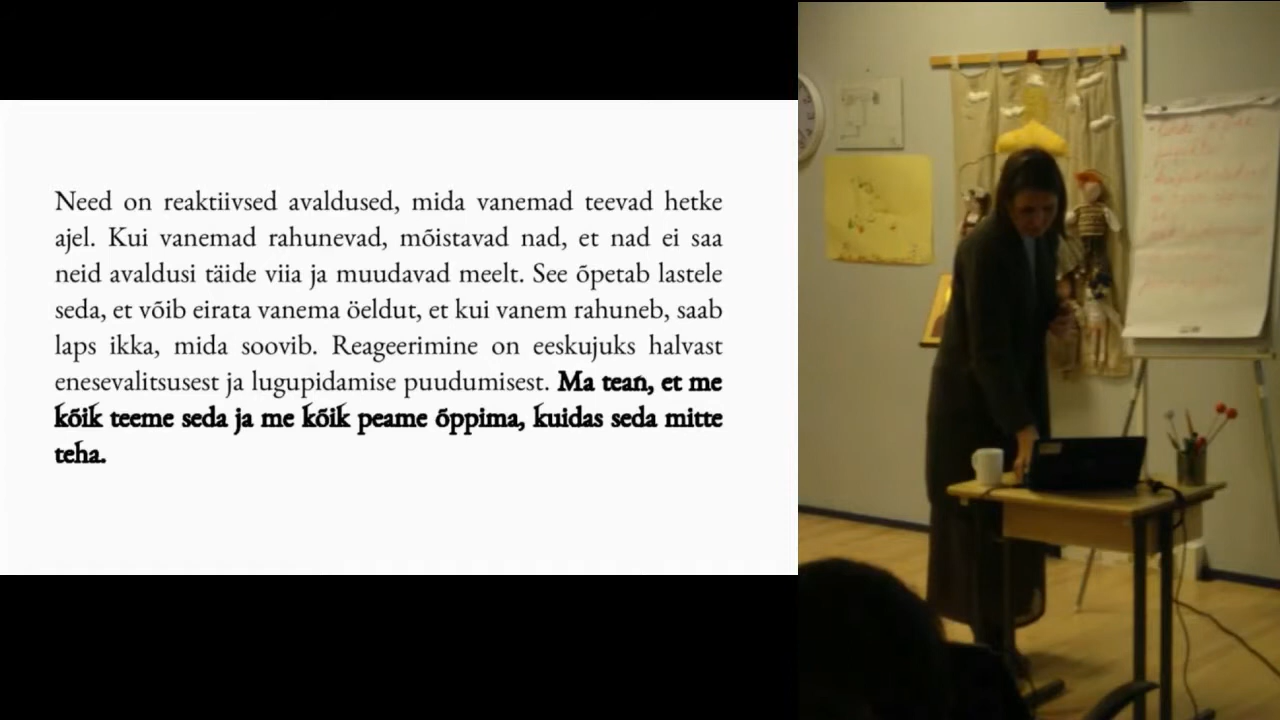 Need on reaktiivsed avaldused, mida vanemad teevad hetke
ajel. Kui vanemad rahunevad, mõistavad nad, et nad ei saa
neid avaldusi täide viia ja muudavad meelt. See õpetab lastele
seda, et võib eirata vanema öeldut, et kui vanem rahuneb, saab
laps ikka, mida soovib. Reageerimine on eeskujuks halvast
enesevalitsusest ja lugupidamise puudumisest. Ma tean, et me
kõik teeme seda ja me kõik peame õppima, kuidas seda mitte
teha.